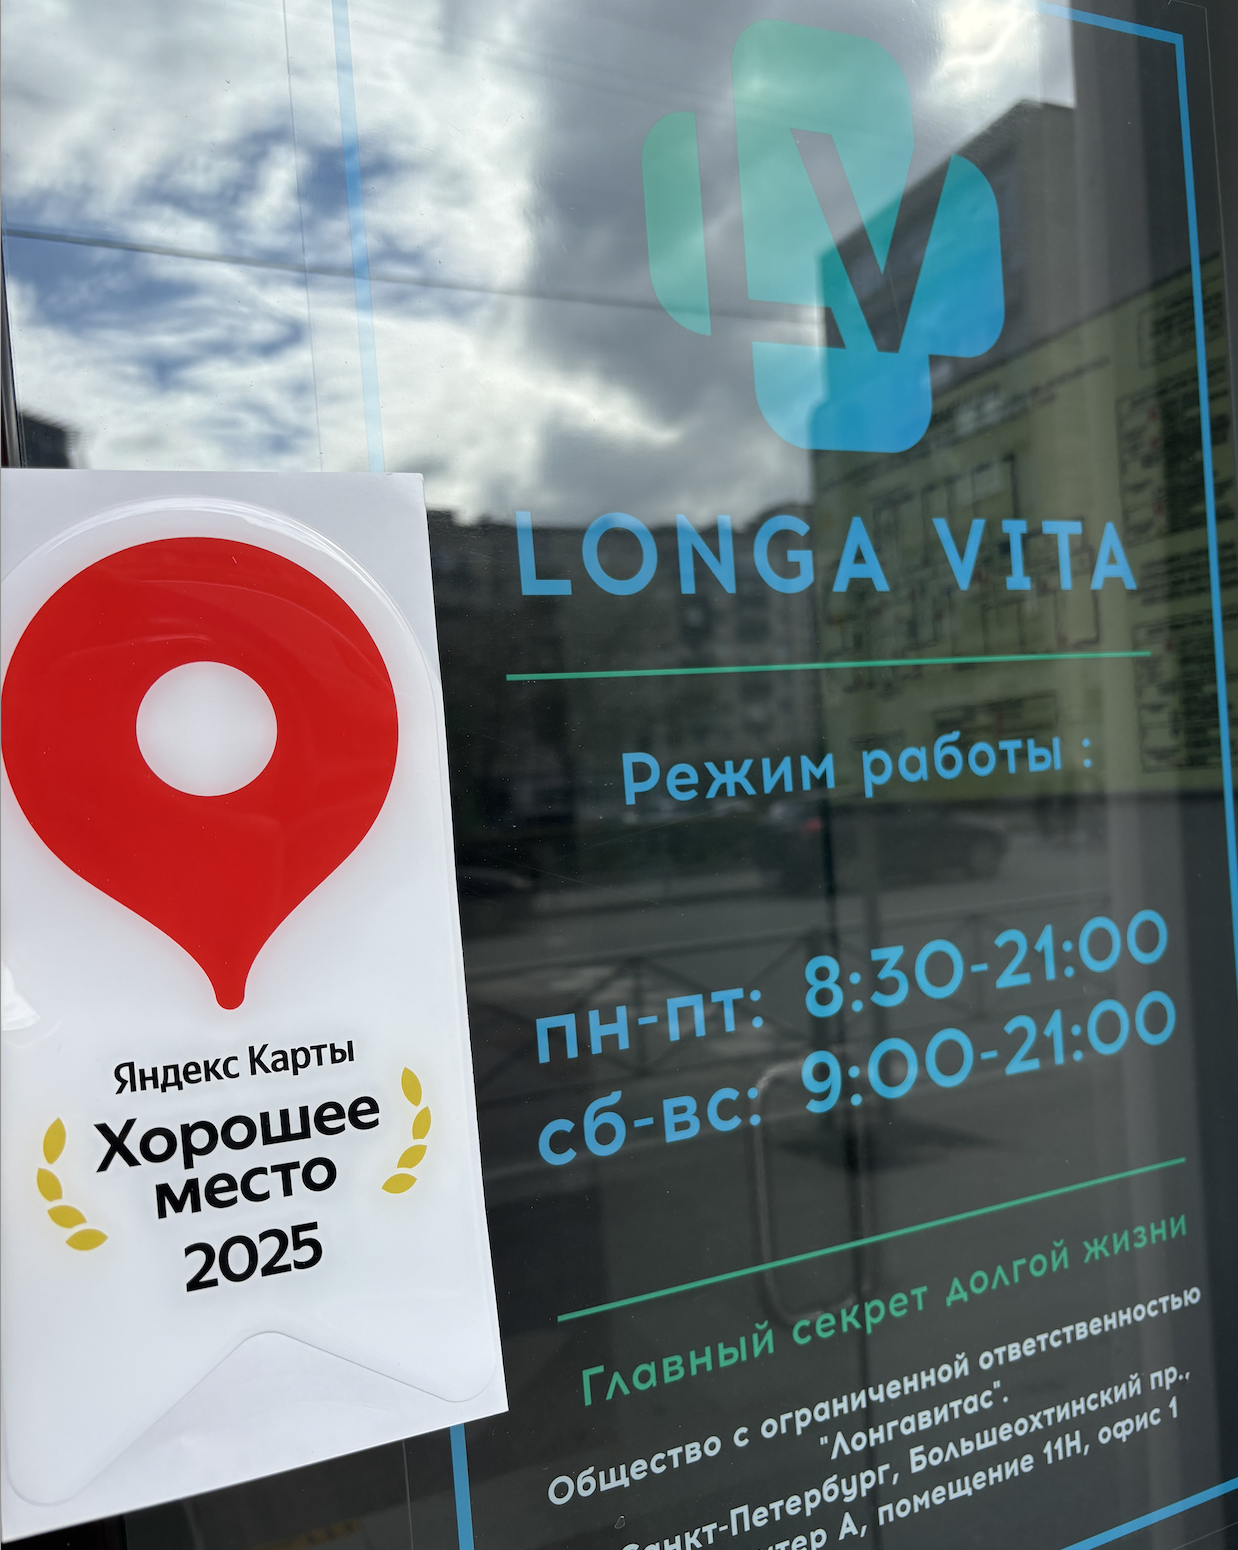 LONGA VITA
Режим работы :
пн-пт: 8:30-21:00
сб-вс: 9:00-21:00
Главный секрет долгой жизни
Общество с ограниченной ответственностью
"Лонгавитас".
Санкт-Петербург, Большеохтинский пр.,
А, помещение 11Н, офис 1
Яндекс Карты
Хорошее
место
2025